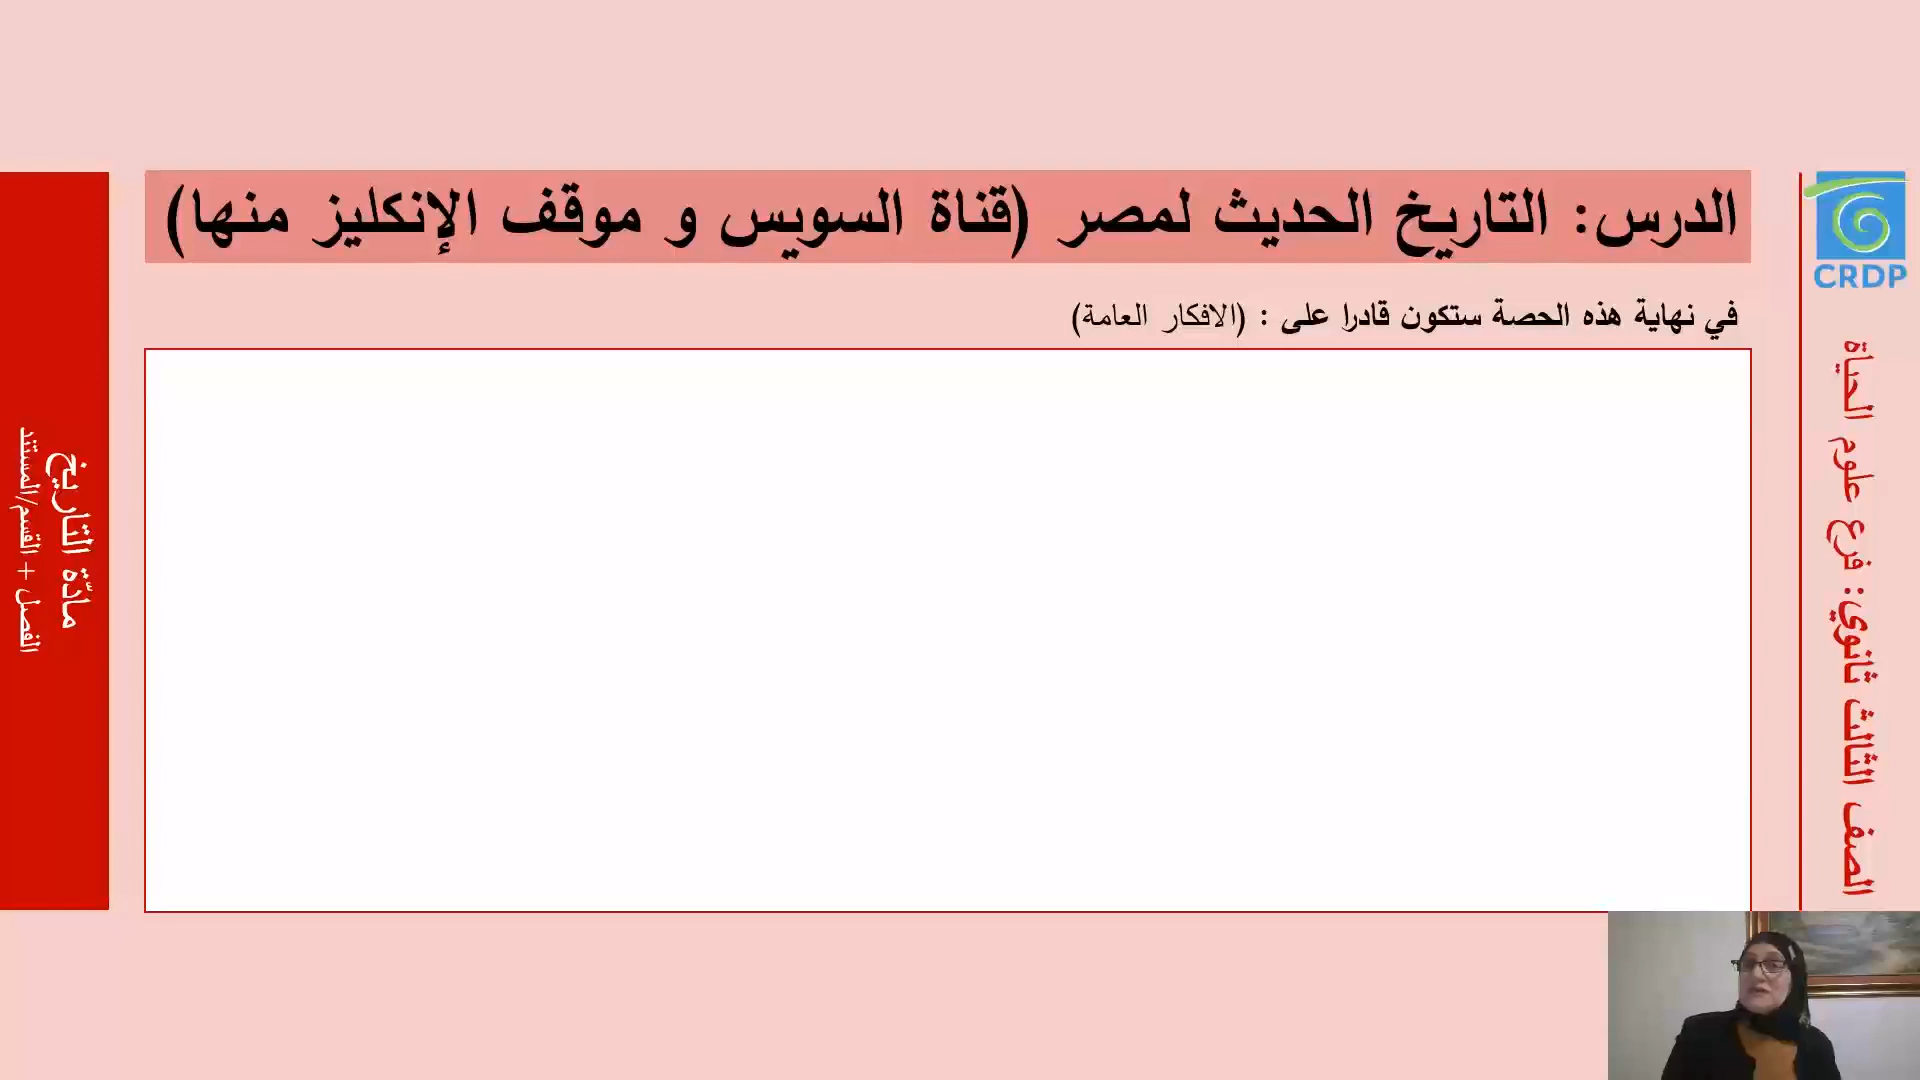 الدرس: التاريخ الحديث لمصر (قناة السويس و موقف الإنكليز منها)
CRDP
في نهاية هذه الحصة ستكون قادرا على : (الافكار العامة)
الصف الثالث ثانوي: فرع علوم الحياة
مادّة التاريخ
الفصل + القسم/المستند